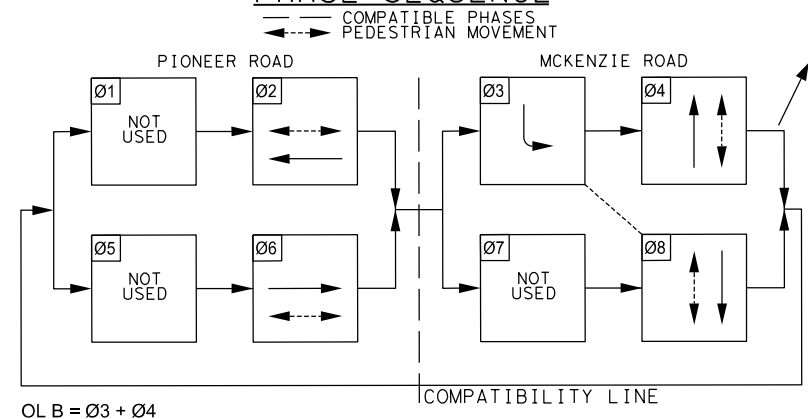 PHASE SEQUENCE
COMPATIBLE PHASES
PEDESTRIAN MOVEMENT
PIONEER ROAD
MCKENZIE ROAD
Ø1
NOT
USED
Ø2
Ø3
Ø4
Ø5
NOT
USED
Ø6
Ø7
NOT
USED
Ø8
COMPATIBILITY LINE
OL B = Ø3 + Ø4